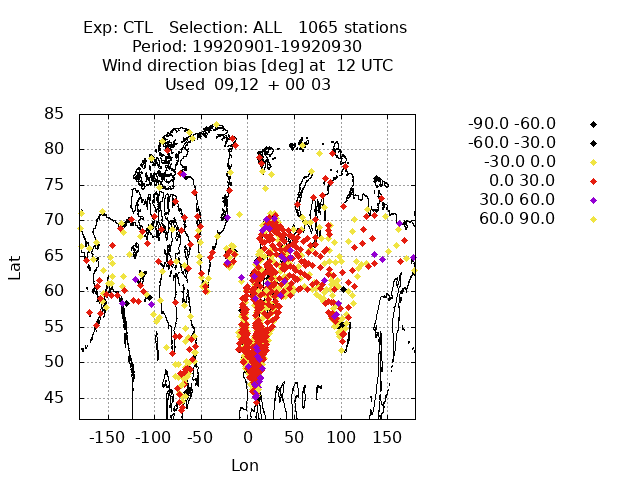 Exp: CTL   Selection: ALL   1065 stations
Period: 19920901-19920930
Wind direction bias [deg] at  12 UTC
Used  09,12  + 00 03
85
80
75
70
65
60
55
50
45
Lat
-150 -100 -50 0 50 100 150
Lon
-90.0 -60.0
-60.0 -30.0
-30.0 0.0
0.0 30.0
30.0 60.0
60.0 90.0